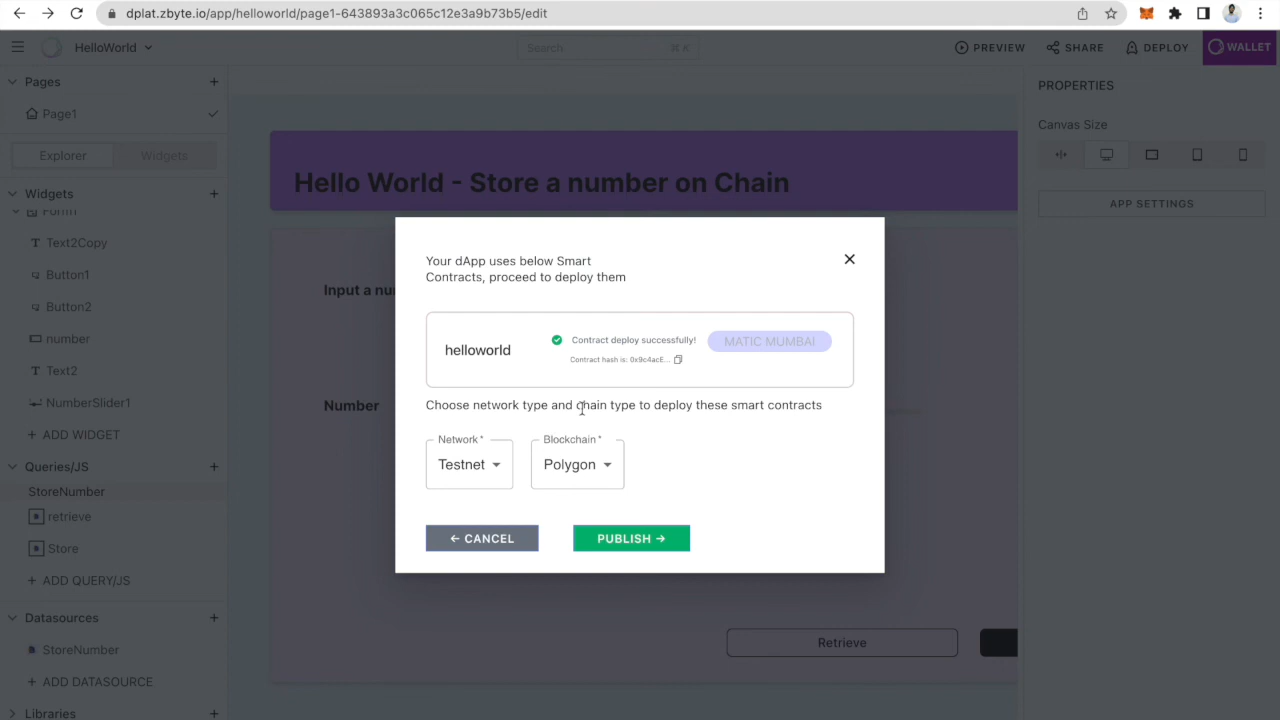 dplat.zbyte.io/app/helloworld/page1-643893a3c065c12e3a9b73b5/edit
HelloWorld
Search
⌘ K
PREVIEW
SHARE
DEPLOY
WALLET
Pages
Page1
Explorer
Widgets
Widgets
Form1
Text2Copy
Button1
Button2
number
Text2
NumberSlider1
+ ADD WIDGET
Queries/JS
StoreNumber
retrieve
Store
+ ADD QUERY/JS
Datasources
StoreNumber
+ ADD DATASOURCE
Libraries
Hello World - Store a number on Chain
Input a nu
Number
Your dApp uses below Smart
Contracts, proceed to deploy them
helloworld
Contract deploy successfully!
Contract hash is: 0x9c4acE...
MATIC MUMBAI
Choose network type and chain type to deploy these smart contracts
Network *
Testnet
Blockchain *
Polygon
← CANCEL
PUBLISH →
Retrieve
PROPERTIES
Canvas Size
APP SETTINGS